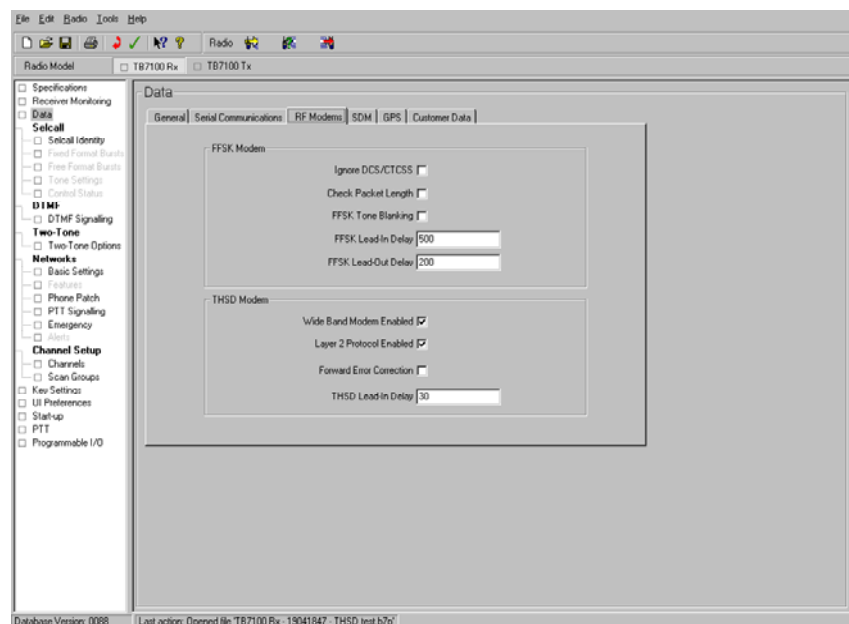 File Edit Radio Tools Help
Radio
Radio Model TB7100 Rx TB7100 Tx
Specifications
Receiver Monitoring
Data
Selcall
Selcall Identity
Fixed Format Bursts
Free Format Bursts
Tone Settings
Control Status
DTMF
DTMF Signalling
Two-Tone
Two-Tone Options
Networks
Basic Settings
Features
Phone Patch
PTT Signalling
Emergency
Alerts
Channel Setup
Channels
Scan Groups
Key Settings
UI Preferences
Start-up
PTT
Programmable I/O
Data
General Serial Communications RF Modems SDM GPS Customer Data
FFSK Modem
Ignore DCS/CTCSS
Check Packet Length
FFSK Tone Blanking
FFSK Lead-In Delay 500
FFSK Lead-Out Delay 200
THSD Modem
Wide Band Modem Enabled
Layer 2 Protocol Enabled
Forward Error Correction
THSD Lead-In Delay 30
Database Version: 0088 Last action: Opened file 'TB7100 Rx - 19041847 - THSD test.b7p'